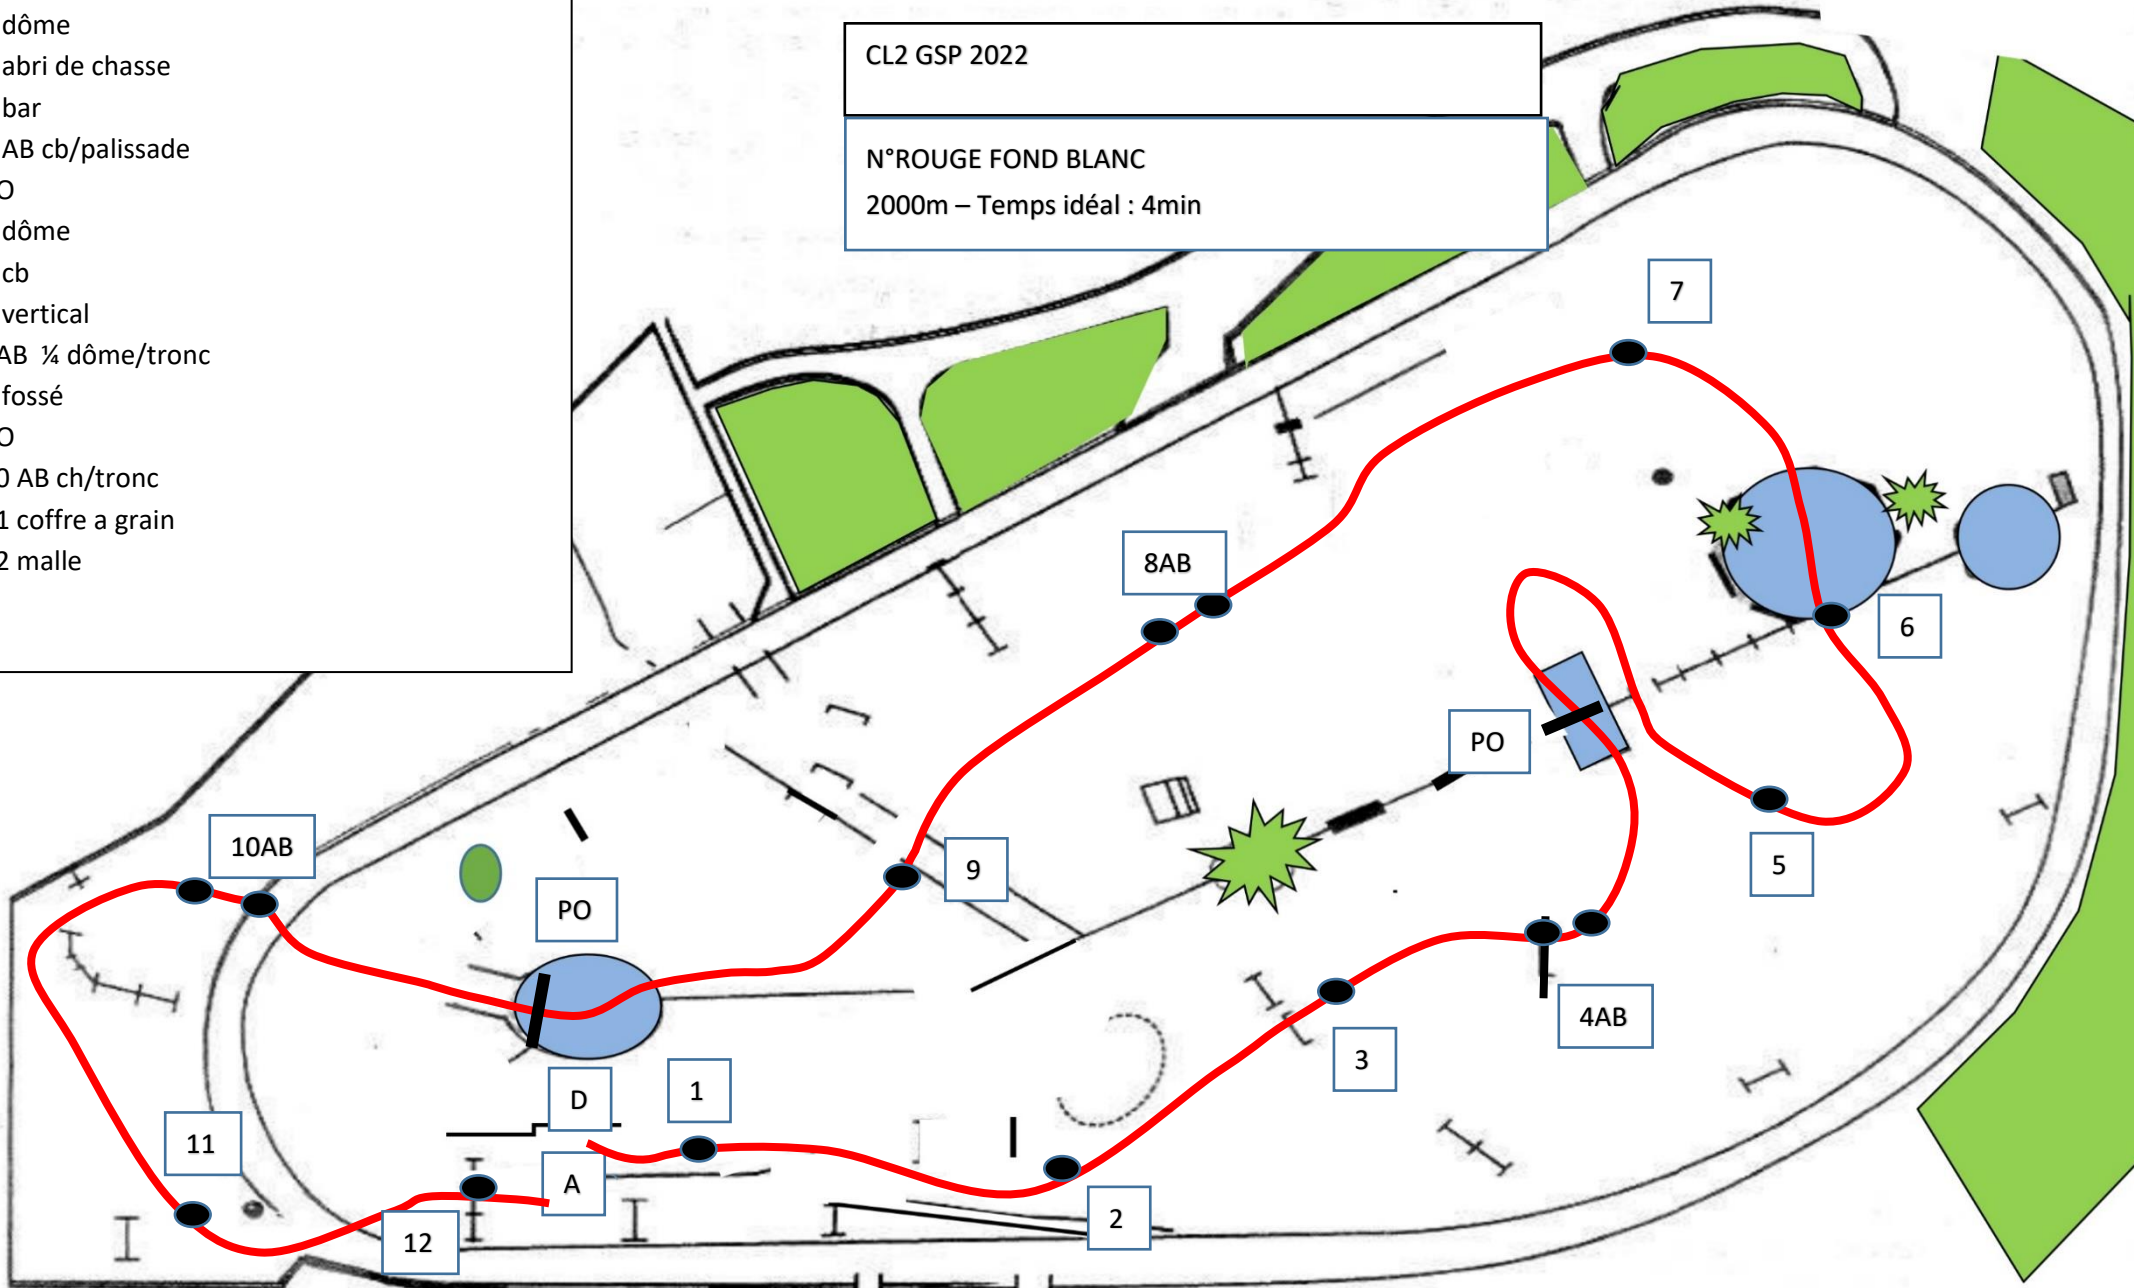 dôme
abri de chasse
bar
AB cb/palissade
O
dôme
cb
vertical
AB ¼ dôme/tronc
fossé
O
0 AB ch/tronc
1 coffre a grain
2 malle
CL2 GSP 2022
N°ROUGE FOND BLANC
2000m – Temps idéal : 4min
7
8AB
6
PO
10AB
9
5
PO
4AB
3
D
1
11
A
2
12